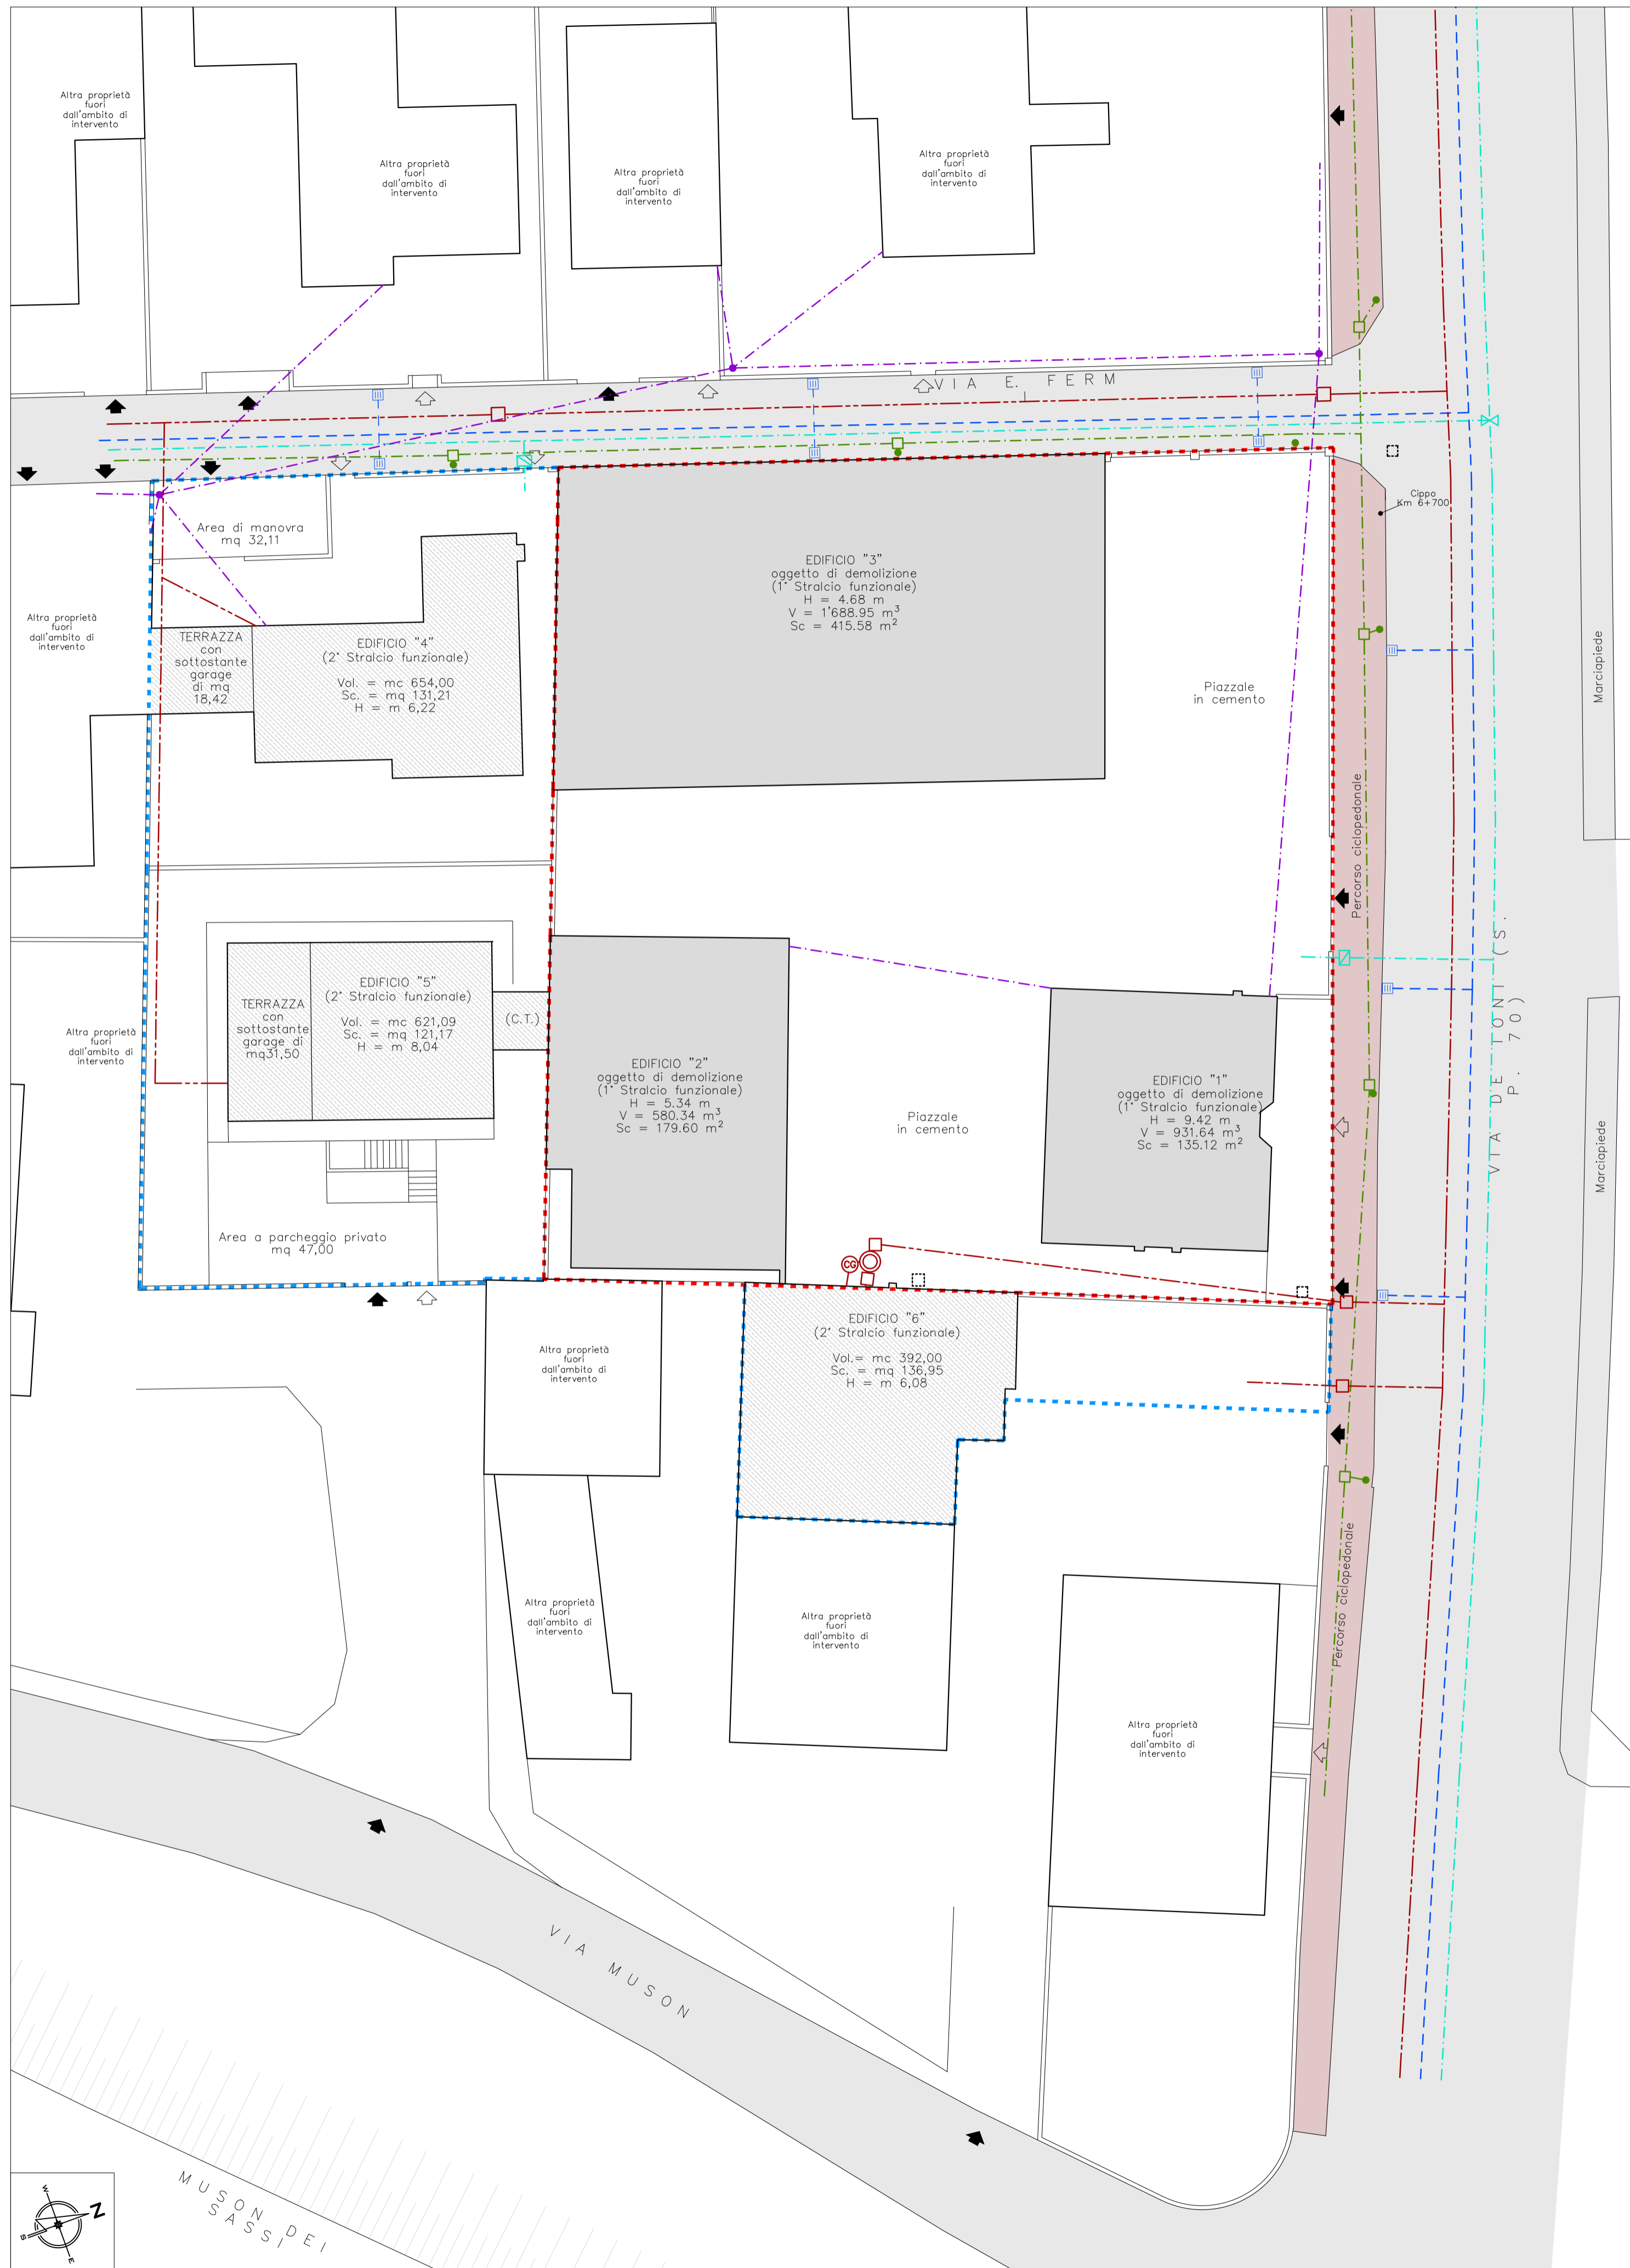 Altra proprietà
fuori
dall'ambito di
intervento
Altra proprietà
fuori
dall'ambito di
intervento
Altra proprietà
fuori
dall'ambito di
intervento
Altra proprietà
fuori
dall'ambito di
intervento
VIA E. FERM
Area di manovra
mq 32,11
Cippo
Km 6+700
EDIFICIO "3"
oggetto di demolizione
(1° Stralcio funzionale)
H = 4.68 m
V = 1'688.95 m³
Sc = 415.58 m²
Altra proprietà
fuori
dall'ambito di
intervento
TERRAZZA
con
sottostante
garage
di mq
18,42
EDIFICIO "4"
(2° Stralcio funzionale)
Vol. = mc 654,00
Sc. = mq 131,21
H = m 6,22
Piazzale
in cemento
Marciapiede
Percorso ciclopedonale
VIA DE TONI (S.
P. 70)
TERRAZZA
con
sottostante
garage di
mq31,50
EDIFICIO "5"
(2° Stralcio funzionale)
Vol. = mc 621,09
Sc. = mq 121,17
H = m 8,04
(C.T.)
Altra proprietà
fuori
dall'ambito di
intervento
EDIFICIO "2"
oggetto di demolizione
(1° Stralcio funzionale)
H = 5.34 m
V = 580.34 m³
Sc = 179.60 m²
Piazzale
in cemento
EDIFICIO "1"
oggetto di demolizione
(1° Stralcio funzionale)
H = 9.42 m
V = 931.64 m³
Sc = 135.12 m²
Marciapiede
Area a parcheggio privato
mq 47,00
CG
Altra proprietà
fuori
dall'ambito di
intervento
EDIFICIO "6"
(2° Stralcio funzionale)
Vol.= mc 392,00
Sc. = mq 136,95
H = m 6,08
Percorso ciclopedonale
Altra proprietà
fuori
dall'ambito di
intervento
Altra proprietà
fuori
dall'ambito di
intervento
Altra proprietà
fuori
dall'ambito di
intervento
VIA MUSON
MUSON DEI
SASSI
W
N
S
E